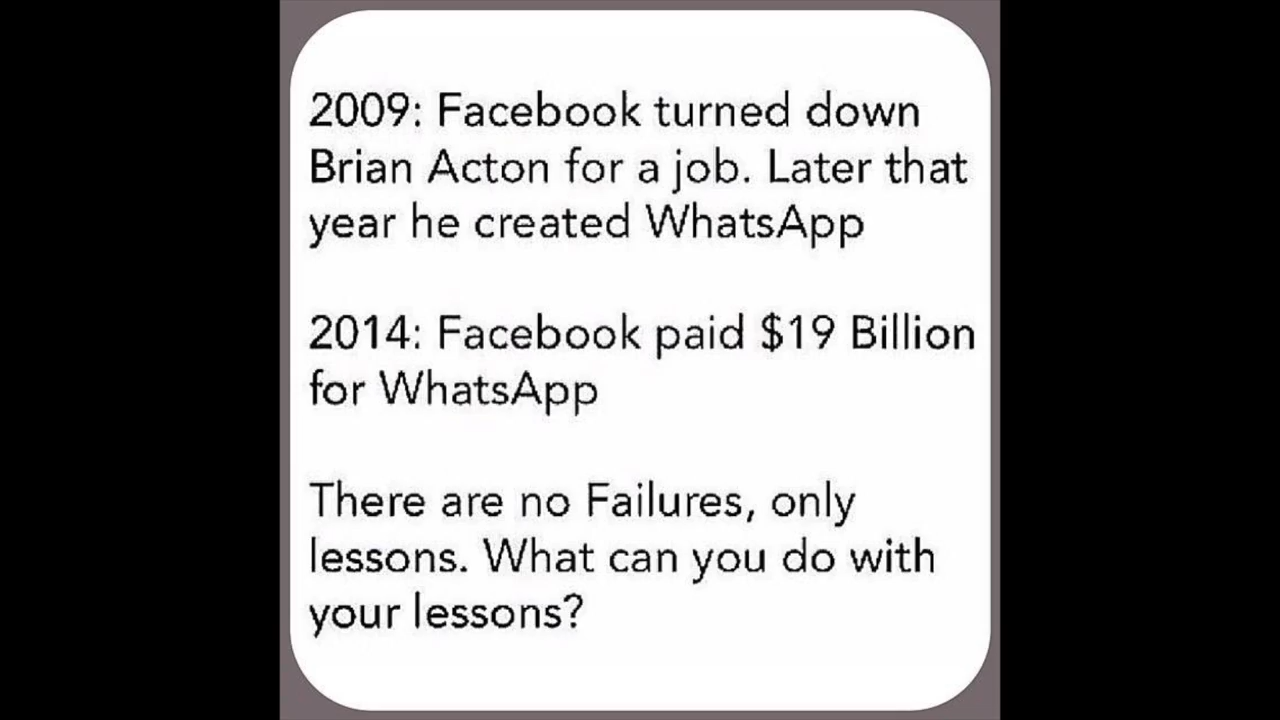 2009: Facebook turned down
Brian Acton for a job. Later that
year he created WhatsApp
2014: Facebook paid $19 Billion
for WhatsApp
There are no Failures, only
lessons. What can you do with
your lessons?